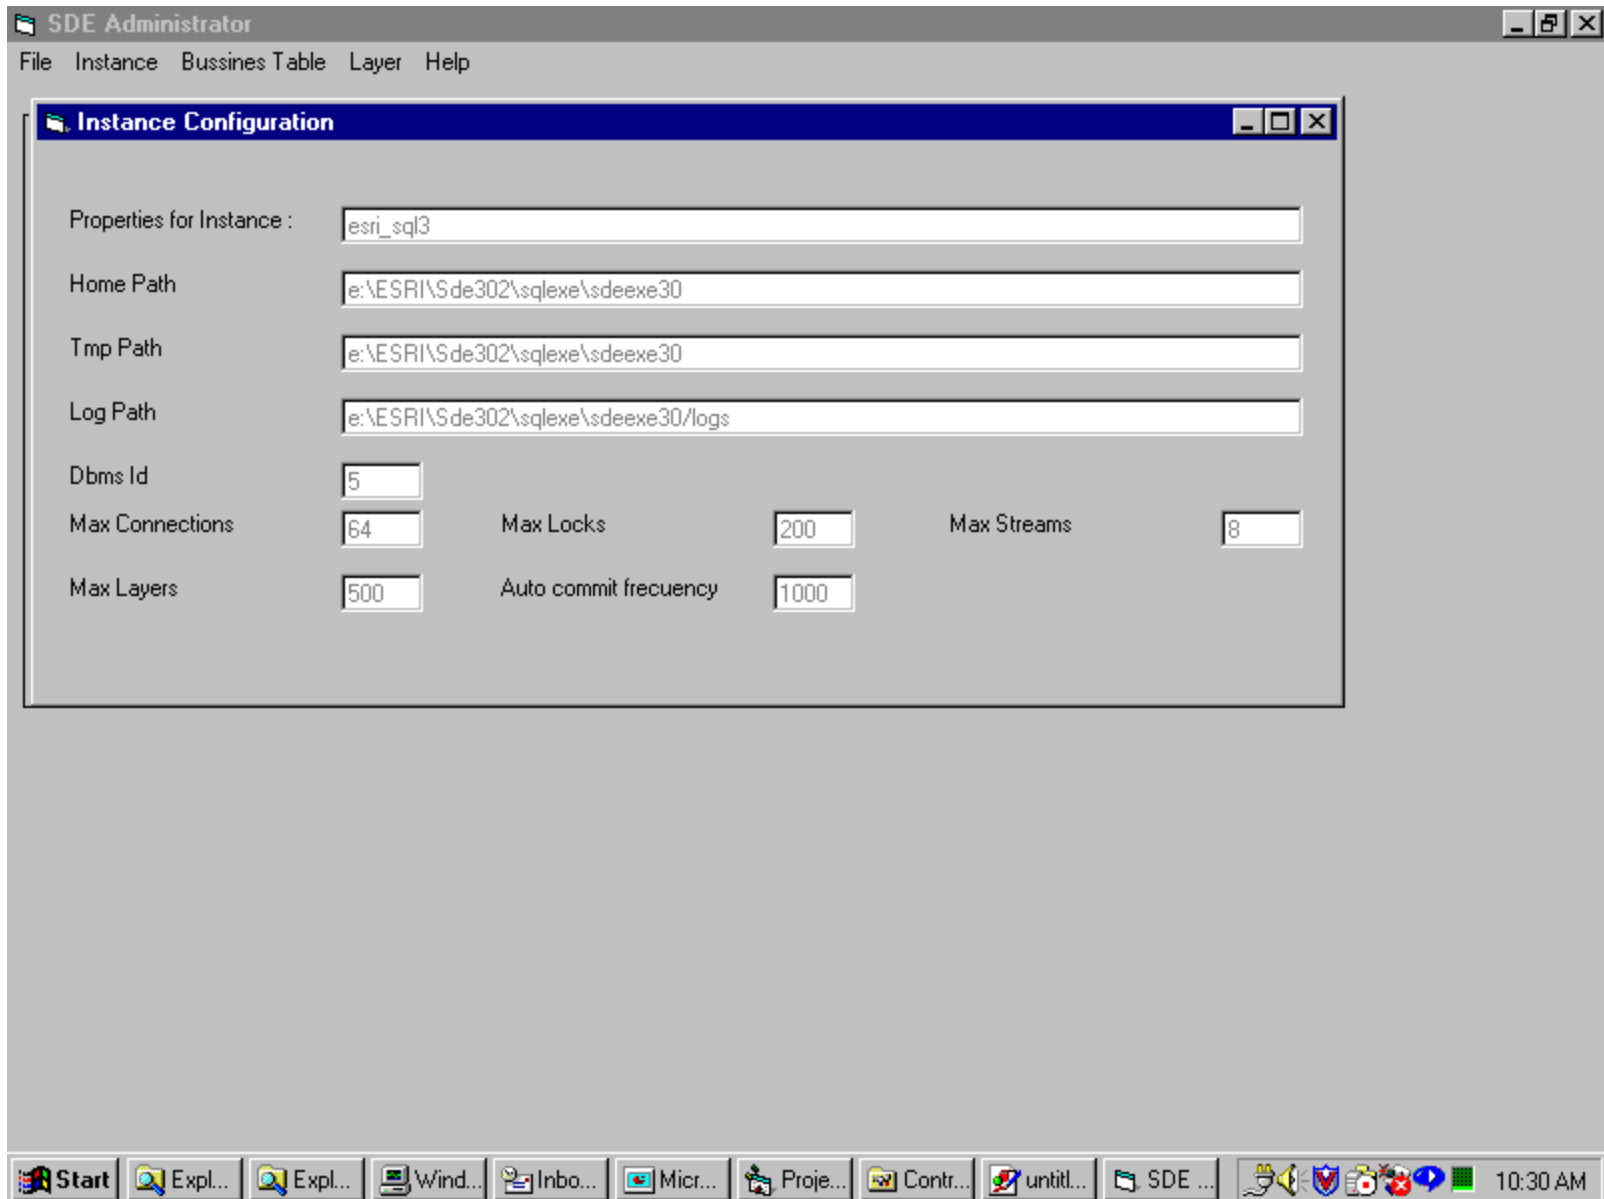 SDE Administrator
File Instance Bussines Table Layer Help
Instance Configuration
Properties for Instance : esri_sql3
Home Path e:\ESRI\Sde302\sqlexe\sdeexe30
Tmp Path e:\ESRI\Sde302\sqlexe\sdeexe30
Log Path e:\ESRI\Sde302\sqlexe\sdeexe30/logs
Dbms Id 5
Max Connections 64 Max Locks 200 Max Streams 8
Max Layers 500 Auto commit frecuency 1000
Start Expl... Expl... Wind... Inbo... Micr... Proje... Contr... untitl... SDE ... 10:30 AM